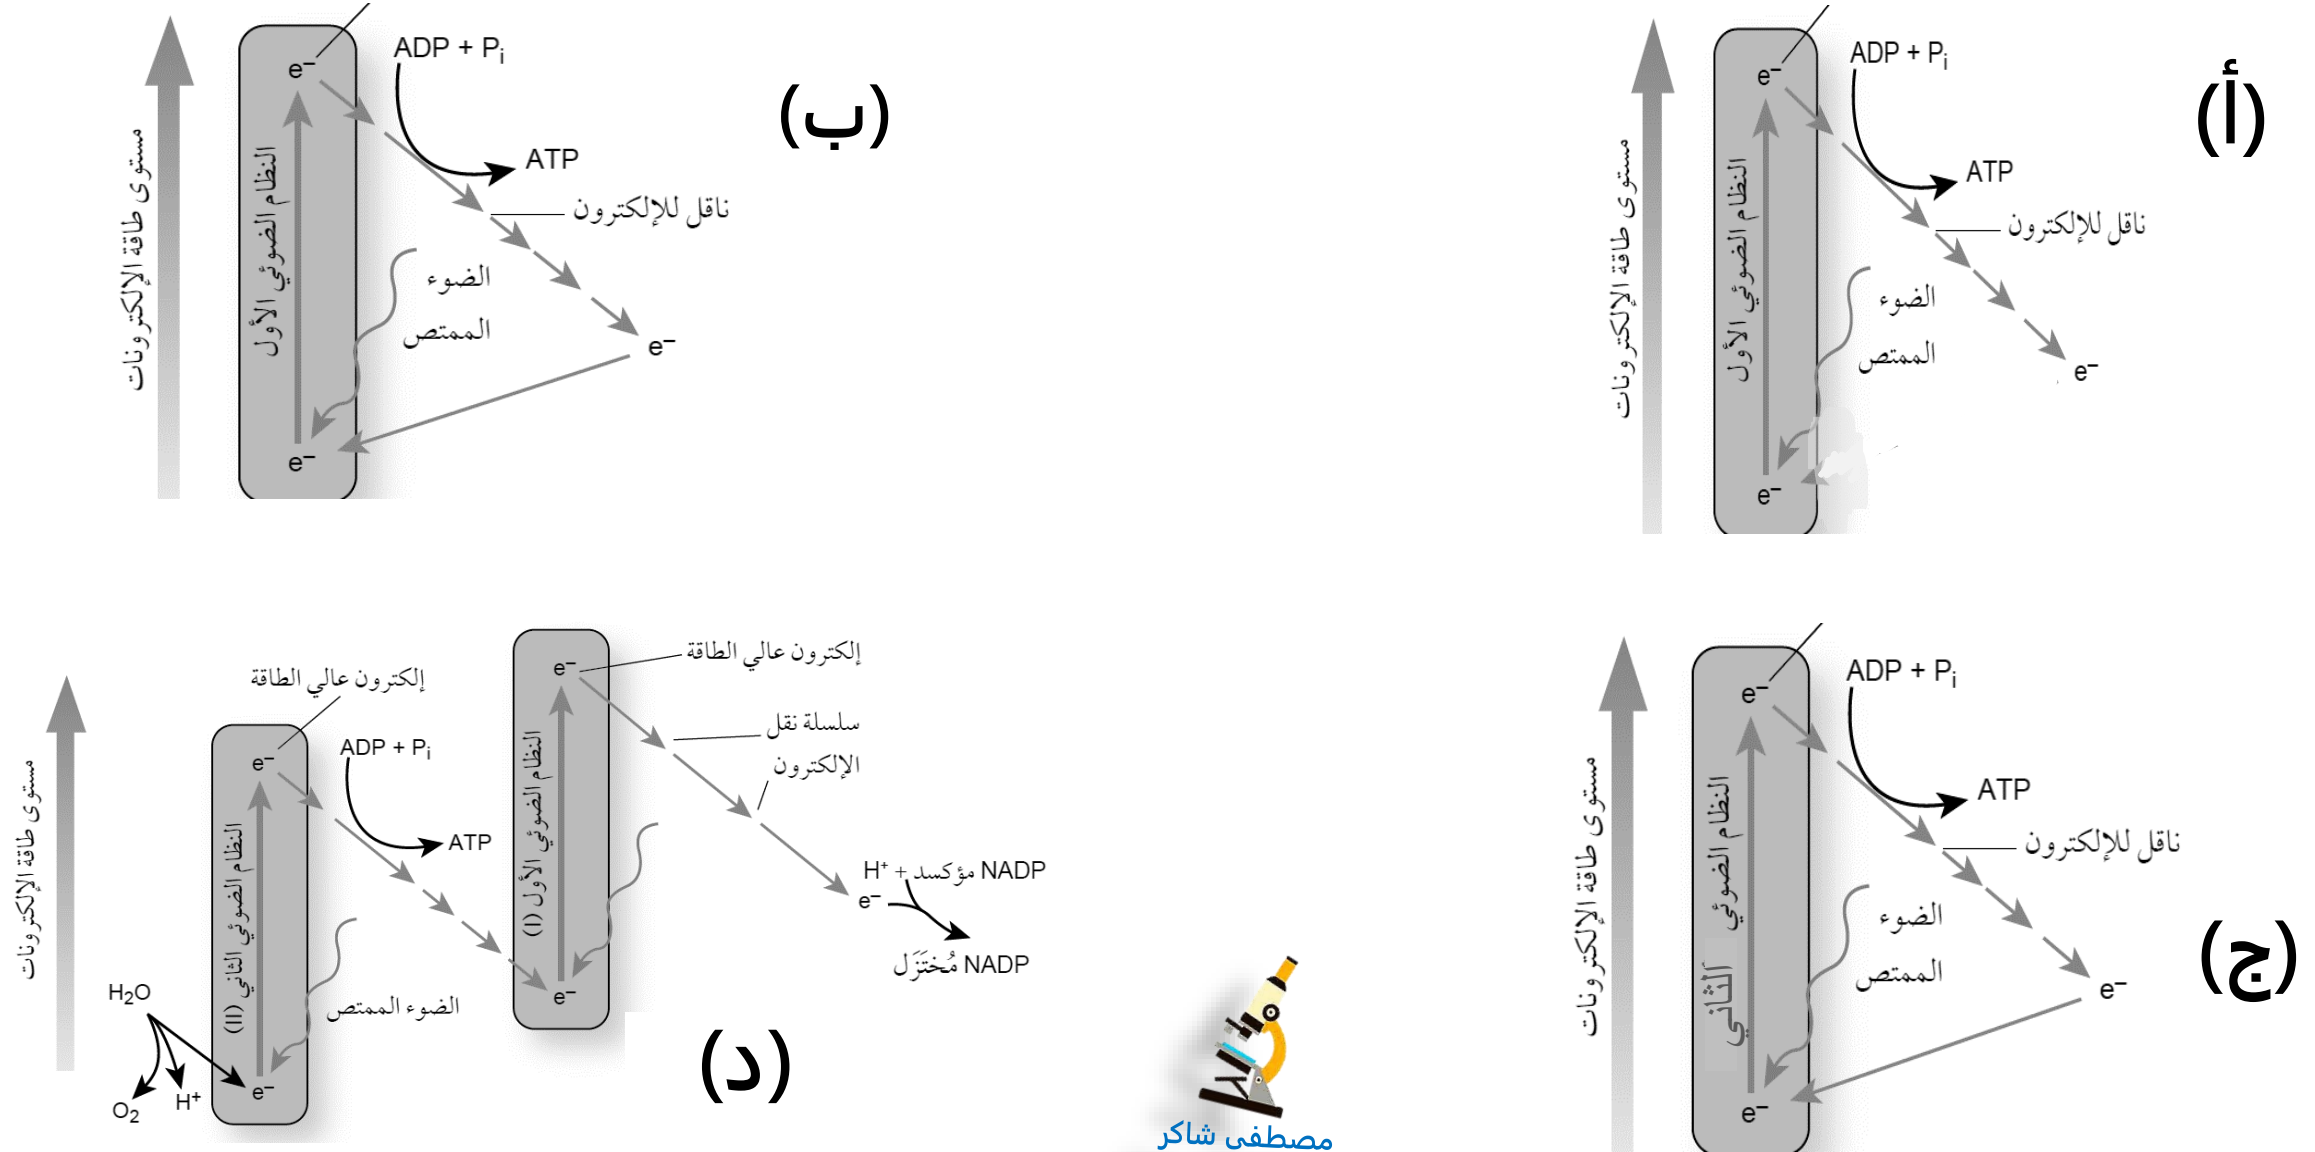 (أ)
e⁻
ADP + Pi
ATP
ناقل للإلكترون
الضوء
الممتص
e⁻
e⁻
النظام الضوئي الأول
مستوى طاقة الإلكترونات
(ب)
e⁻
ADP + Pi
ATP
ناقل للإلكترون
الضوء
الممتص
e⁻
e⁻
النظام الضوئي الأول
مستوى طاقة الإلكترونات
(ج)
e⁻
ADP + Pi
ATP
ناقل للإلكترون
الضوء
الممتص
e⁻
e⁻
النظام الضوئي الثاني
مستوى طاقة الإلكترونات
(د)
إلكترون عالي الطاقة
e⁻
سلسلة نقل
الإلكترون
النظام الضوئي الأول (I)
H⁺ + مؤكسد NADP
e⁻
NADP مُختَزَل
e⁻
إلكترون عالي الطاقة
e⁻
ADP + Pi
ATP
النظام الضوئي الثاني (II)
الضوء الممتص
e⁻
H2O
O2
H⁺
مستوى طاقة الإلكترونات
مصطفى شاكر